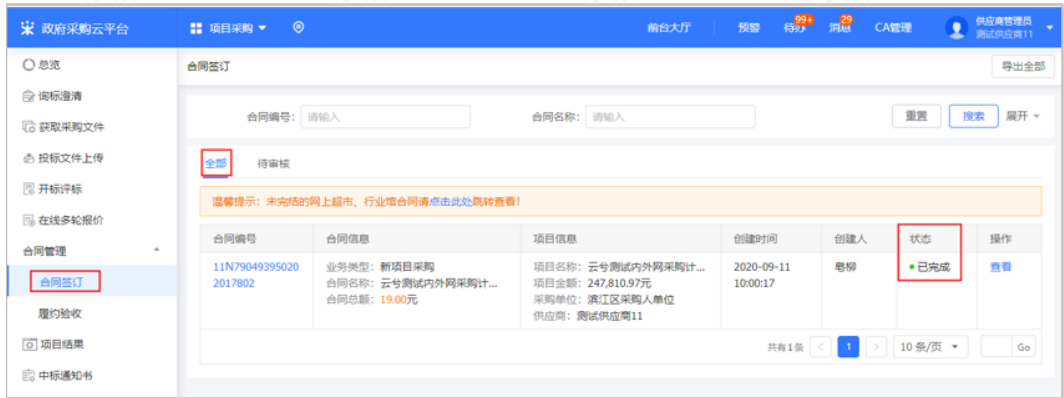 政府采购云平台
项目采购
前台大厅
预警
待办
99+
消息
29
CA管理
供应商管理员
测试供应商11
总览
询标澄清
获取采购文件
投标文件上传
开标评标
在线多轮报价
合同管理
合同签订
履约验收
项目结果
中标通知书
合同签订
导出全部
合同编号： 请输入
合同名称： 请输入
重置
搜索
展开
全部
待审核
温馨提示：未完结的网上超市、行业馆合同请点击此处跳转查看！
合同编号
合同信息
项目信息
创建时间
创建人
状态
操作
11N79049395020
2017802
业务类型：新项目采购
合同名称：云兮测试内外网采购计...
合同总额：19.00元
项目名称：云兮测试内外网采购计...
项目金额：247,810.97元
采购单位：滨江区采购人单位
供应商：测试供应商11
2020-09-11
10:00:17
皂柳
已完成
查看
共有1条
<
1
>
10 条/页
Go